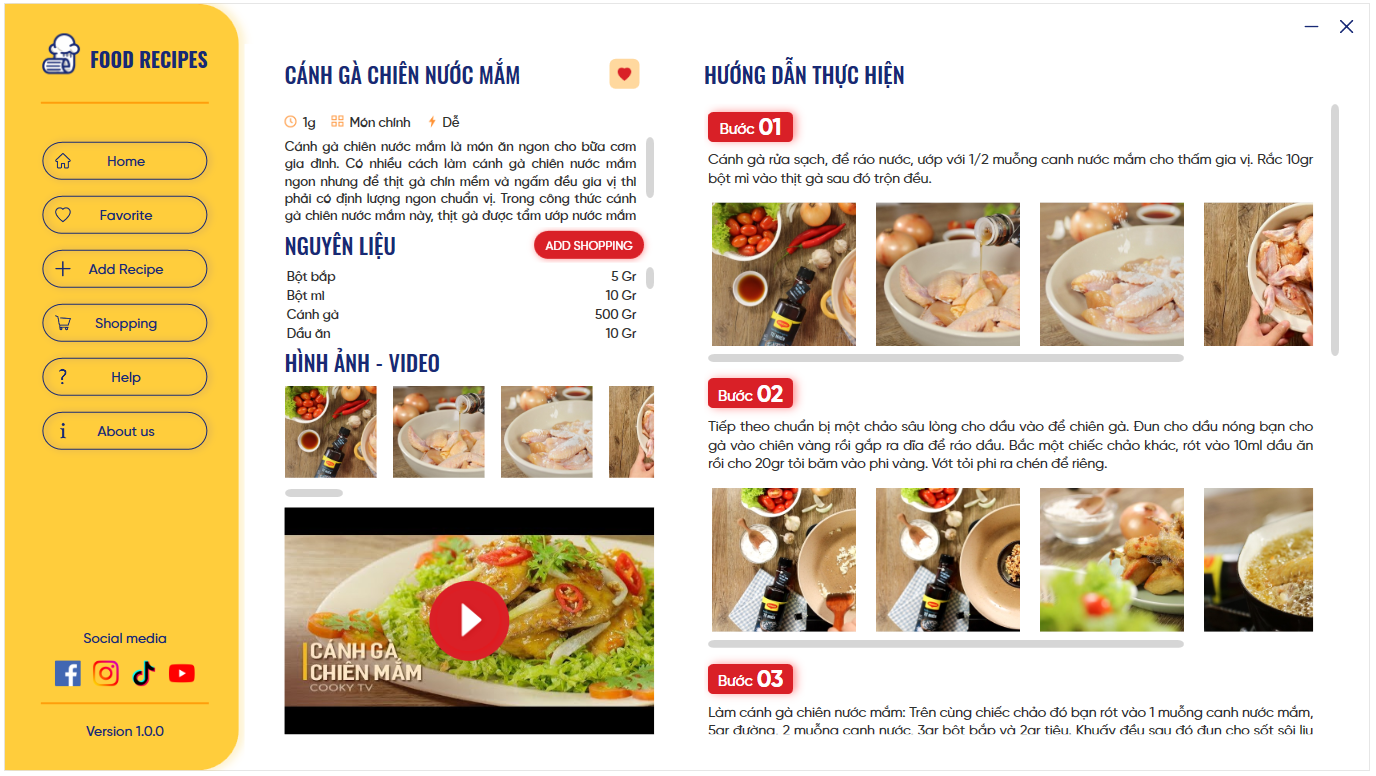 FOOD RECIPES
Home
Favorite
Add Recipe
Shopping
Help
About us
Social media
Version 1.0.0
CÁNH GÀ CHIÊN NƯỚC MẮM
1g Món chính Dễ
Cánh gà chiên nước mắm là món ăn ngon cho bữa cơm
gia đình. Có nhiều cách làm cánh gà chiên nước mắm
ngon nhưng để thịt gà chín mềm và ngấm đều gia vị thì
phải có định lượng ngon chuẩn vị. Trong công thức cánh
gà chiên nước mắm này, thịt gà được tẩm ướp nước mắm
NGUYÊN LIỆU
ADD SHOPPING
Bột bắp 5 Gr
Bột mì 10 Gr
Cánh gà 500 Gr
Dầu ăn 10 Gr
HÌNH ẢNH - VIDEO
CÁNH GÀ
CHIÊN MẮM
COOKY TV
HƯỚNG DẪN THỰC HIỆN
Bước 01
Cánh gà rửa sạch, để ráo nước, ướp với 1/2 muỗng canh nước mắm cho thấm gia vị. Rắc 10gr
bột mì vào thịt gà sau đó trộn đều.
Bước 02
Tiếp theo chuẩn bị một chảo sâu lòng cho dầu vào để chiên gà. Đun cho dầu nóng bạn cho
gà vào chiên vàng rồi gắp ra dĩa để ráo dầu. Bắc một chiếc chảo khác, rót vào 10ml dầu ăn
rồi cho 20gr tỏi băm vào phi vàng. Vớt tỏi phi ra chén để riêng.
Bước 03
Làm cánh gà chiên nước mắm: Trên cùng chiếc chảo đó bạn rót vào 1 muỗng canh nước mắm,
5gr đường, 2 muỗng canh nước, 3gr bột bắp và 2gr tiêu. Khuấy đều sau đó đun cho sốt sôi liu